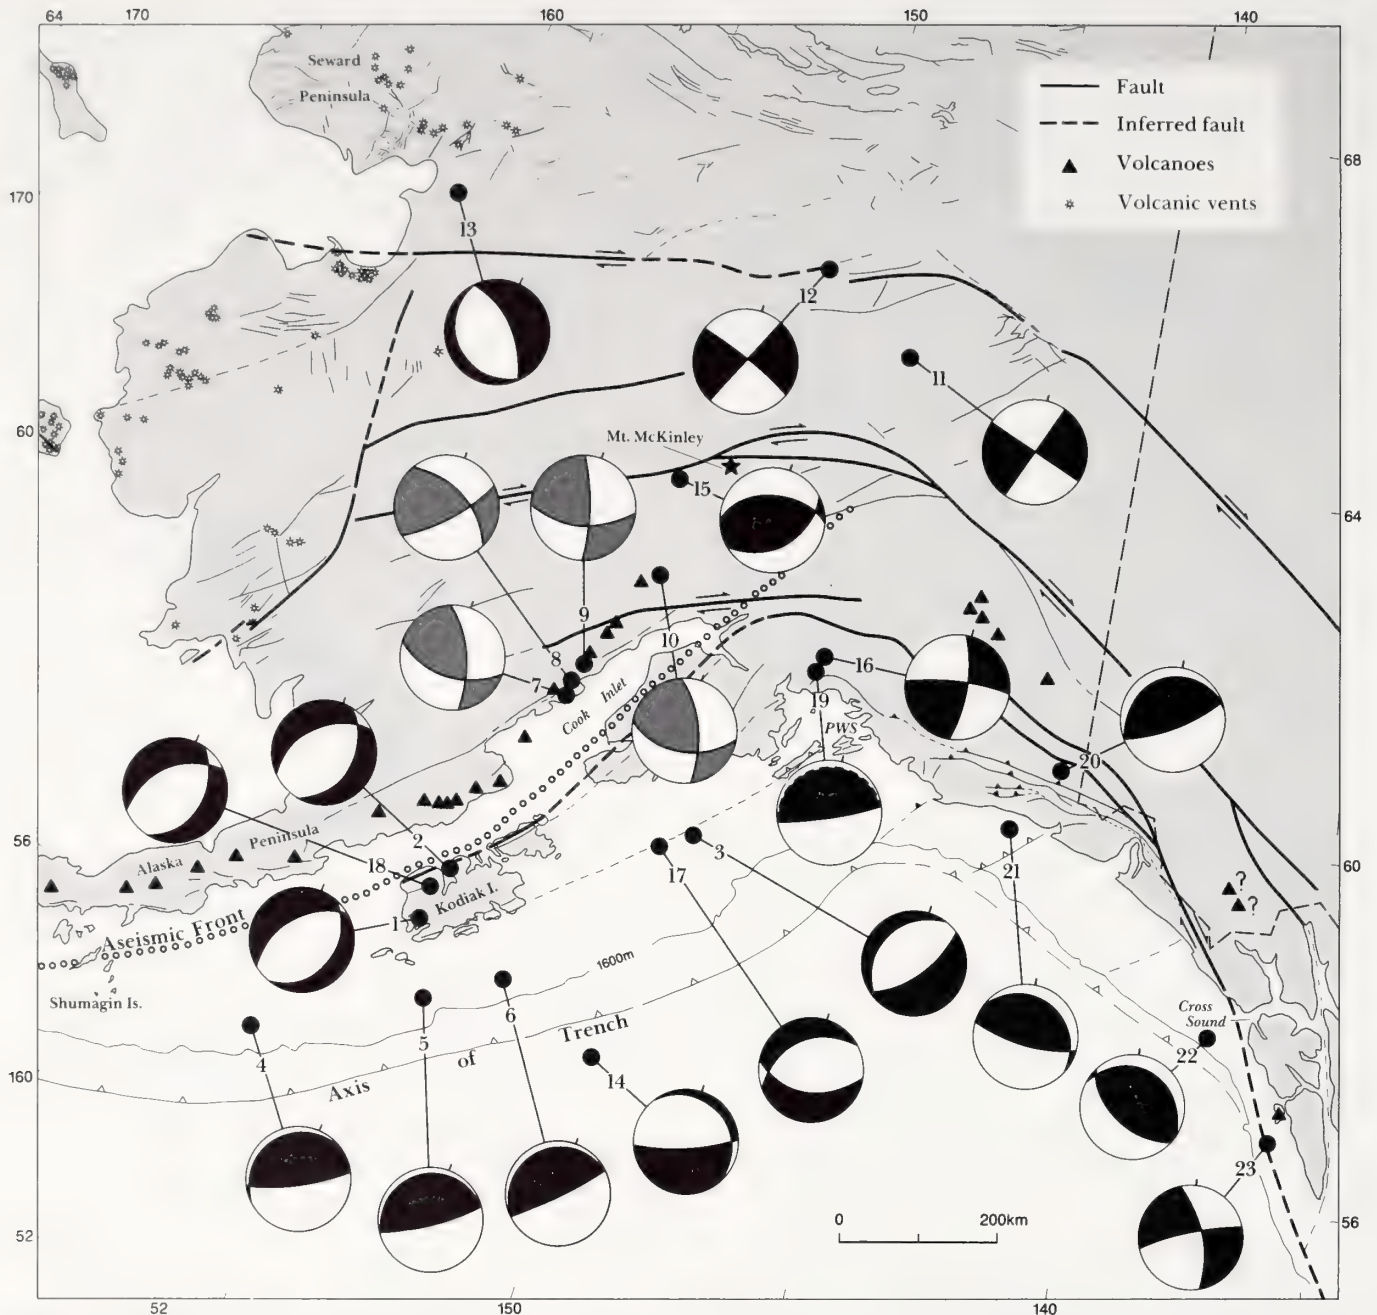 64 170 160 150 140
Seward
Peninsula
Fault
Inferred fault
Volcanoes
Volcanic vents
68
170
13
12
11
60
Mt. McKinley
15
64
9
10
8
7
Cook Inlet
16
19
PWS
20
2
56
Peninsula
Alaska
18
3
17
21
60
Kodiak I.
1
Aseismic Front
? ?
1600m
Shumagin Is.
6
5
4
Axis of Trench
Cross
Sound
22
160
14
23
0 200km
52
56
52 150 140